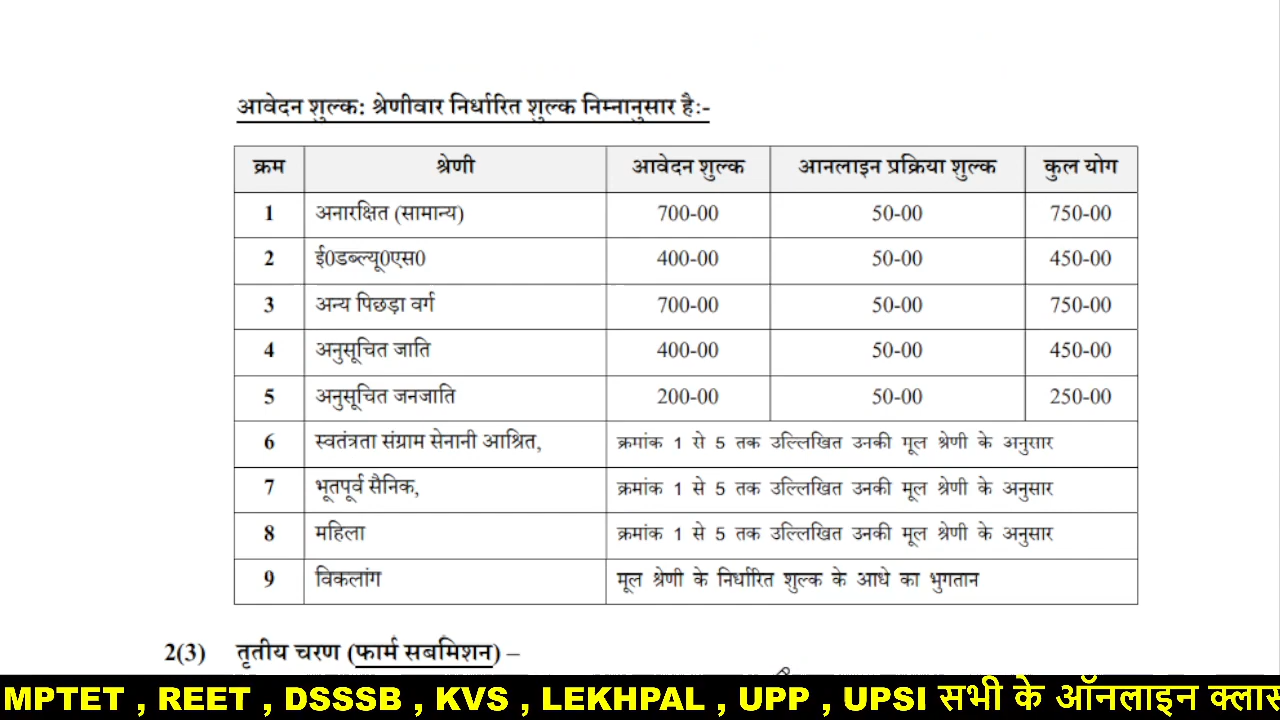 आवेदन शुल्क: श्रेणीवार निर्धारित शुल्क निम्नानुसार है:-
क्रम श्रेणी आवेदन शुल्क आनलाइन प्रक्रिया शुल्क कुल योग
1 अनारक्षित (सामान्य) 700-00 50-00 750-00
2 ई0डब्ल्यू0एस0 400-00 50-00 450-00
3 अन्य पिछड़ा वर्ग 700-00 50-00 750-00
4 अनुसूचित जाति 400-00 50-00 450-00
5 अनुसूचित जनजाति 200-00 50-00 250-00
6 स्वतंत्रता संग्राम सेनानी आश्रित, क्रमांक 1 से 5 तक उल्लिखित उनकी मूल श्रेणी के अनुसार
7 भूतपूर्व सैनिक, क्रमांक 1 से 5 तक उल्लिखित उनकी मूल श्रेणी के अनुसार
8 महिला क्रमांक 1 से 5 तक उल्लिखित उनकी मूल श्रेणी के अनुसार
9 विकलांग मूल श्रेणी के निर्धारित शुल्क के आधे का भुगतान
2(3) तृतीय चरण (फार्म सबमिशन) –
MPTET , REET , DSSSB , KVS , LEKHPAL , UPP , UPSI सभी के ऑनलाइन क्लास